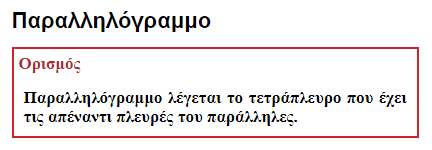 Παραλληλόγραμμο
Ορισμός
Παραλληλόγραμμο λέγεται το τετράπλευρο που έχει
τις απέναντι πλευρές του παράλληλες.